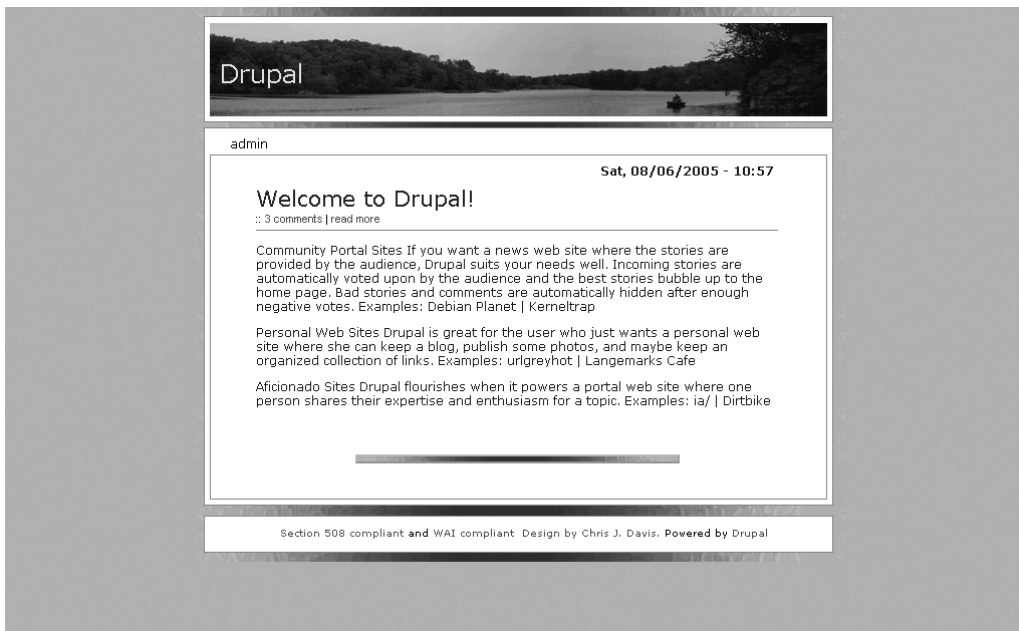 Drupal
admin
Sat, 08/06/2005 - 10:57
Welcome to Drupal!
:: 3 comments | read more
Community Portal Sites If you want a news web site where the stories are
provided by the audience, Drupal suits your needs well. Incoming stories are
automatically voted upon by the audience and the best stories bubble up to the
home page. Bad stories and comments are automatically hidden after enough
negative votes. Examples: Debian Planet | Kerneltrap
Personal Web Sites Drupal is great for the user who just wants a personal web
site where she can keep a blog, publish some photos, and maybe keep an
organized collection of links. Examples: urlgreyhot | Langemarks Cafe
Aficionado Sites Drupal flourishes when it powers a portal web site where one
person shares their expertise and enthusiasm for a topic. Examples: ia/ | Dirtbike
Section 508 compliant and WAI compliant Design by Chris J. Davis. Powered by Drupal